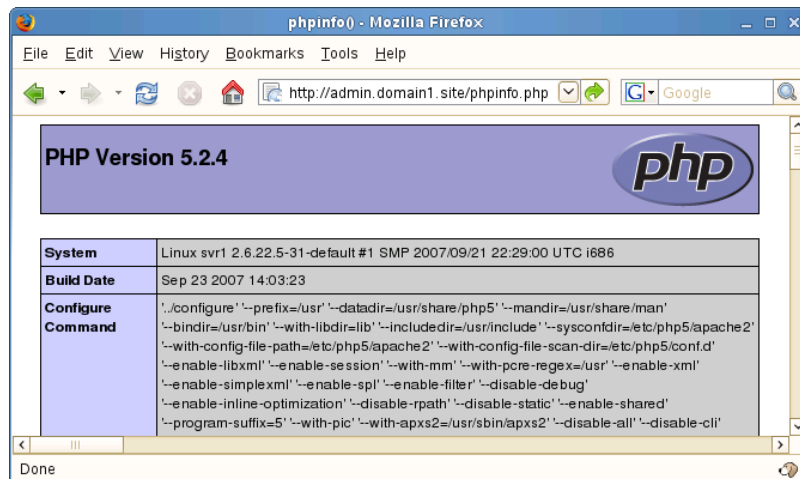 phpinfo() - Mozilla Firefox
File Edit View History Bookmarks Tools Help
http://admin.domain1.site/phpinfo.php G Google
PHP Version 5.2.4 php
System Linux svr1 2.6.22.5-31-default #1 SMP 2007/09/21 22:29:00 UTC i686
Build Date Sep 23 2007 14:03:23
Configure '../configure' '--prefix=/usr' '--datadir=/usr/share/php5' '--mandir=/usr/share/man'
Command '--bindir=/usr/bin' '--with-libdir=lib' '--includedir=/usr/include' '--sysconfdir=/etc/php5/apache2'
'--with-config-file-path=/etc/php5/apache2' '--with-config-file-scan-dir=/etc/php5/conf.d'
'--enable-libxml' '--enable-session' '--with-mm' '--with-pcre-regex=/usr' '--enable-xml'
'--enable-simplexml' '--enable-spl' '--enable-filter' '--disable-debug'
'--enable-inline-optimization' '--disable-rpath' '--disable-static' '--enable-shared'
'--program-suffix=5' '--with-pic' '--with-apxs2=/usr/sbin/apxs2' '--disable-all' '--disable-cli'
Done